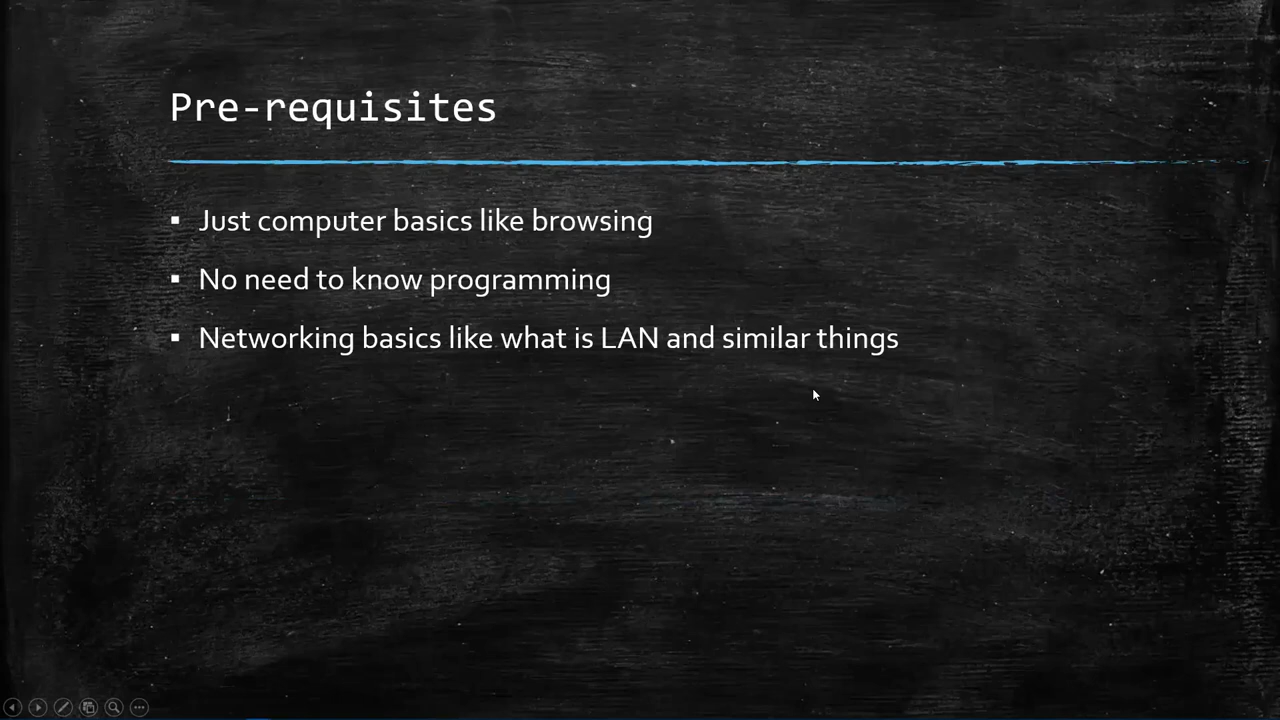 Pre-requisites
▪ Just computer basics like browsing
▪ No need to know programming
▪ Networking basics like what is LAN and similar things